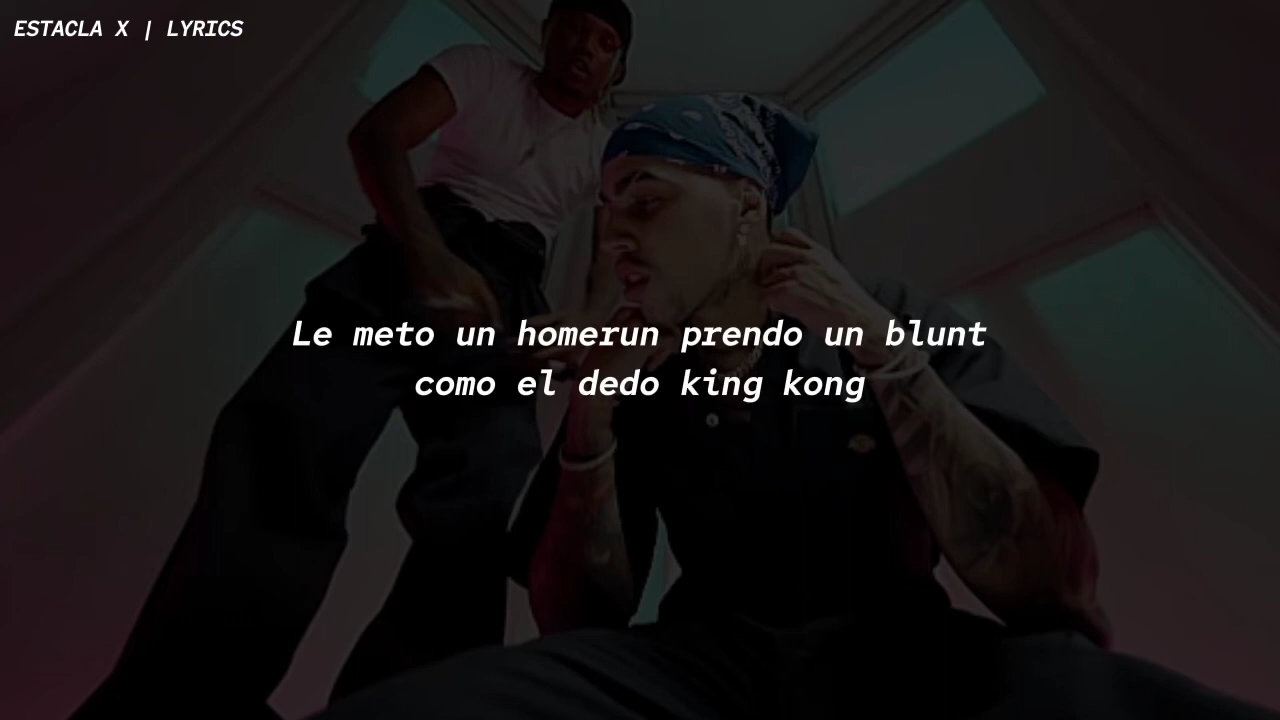 ESTACLA X | LYRICS
Le meto un homerun prendo un blunt
como el dedo king kong